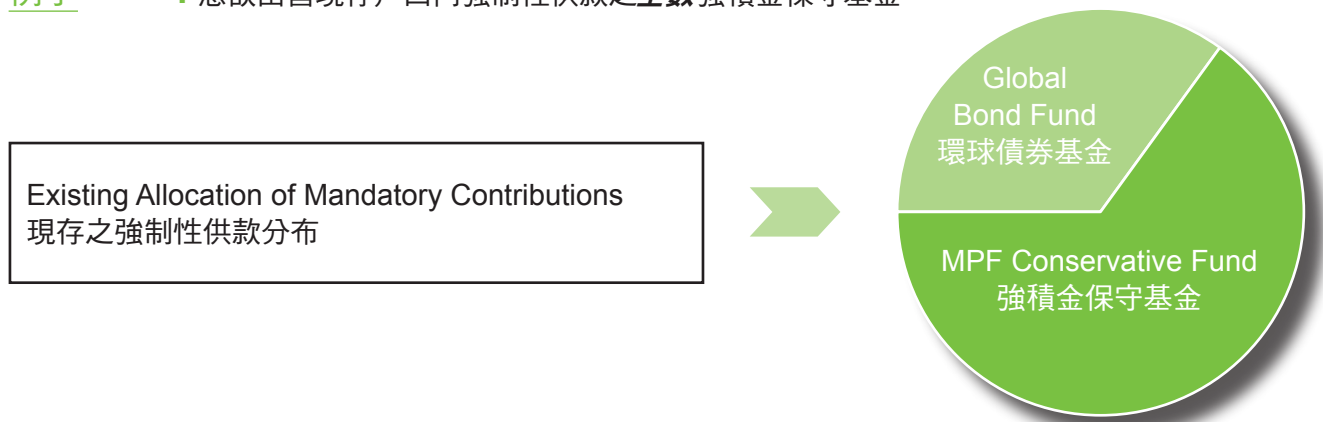 Existing Allocation of Mandatory Contributions
現存之強制性供款分布
Global
Bond Fund
環球債券基金
MPF Conservative Fund
強積金保守基金